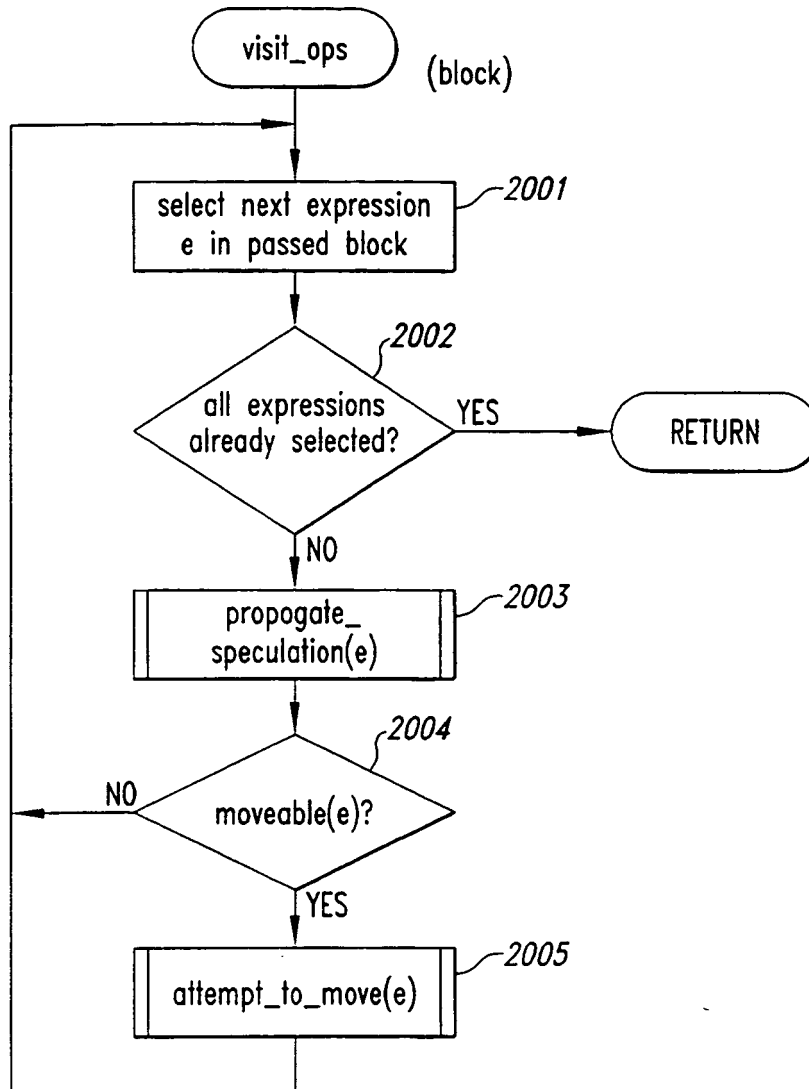 visit_ops
(block)
2001
select next expression
e in passed block
2002
all expressions
already selected?
YES
RETURN
NO
2003
propogate_
speculation(e)
2004
NO
moveable(e)?
YES
2005
attempt_to_move(e)